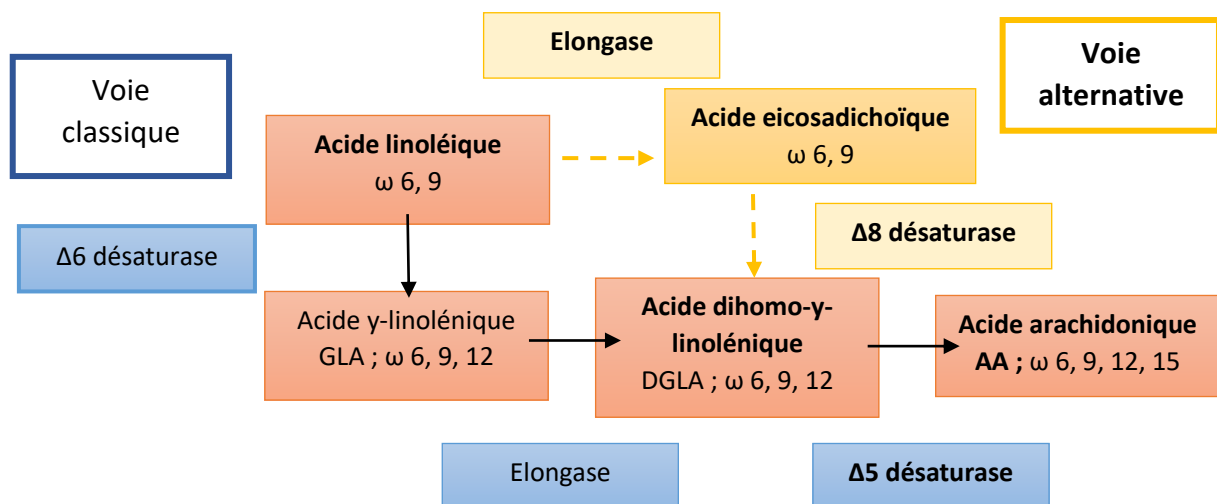 Elongase
Voie
classique
Voie
alternative
Acide linoléique
ω 6, 9
Acide eicosadichoïque
ω 6, 9
Δ6 désaturase
Δ8 désaturase
Acide γ-linolénique
GLA ; ω 6, 9, 12
Acide dihomo-γ-
linolénique
DGLA ; ω 6, 9, 12
Acide arachidonique
AA ; ω 6, 9, 12, 15
Elongase
Δ5 désaturase